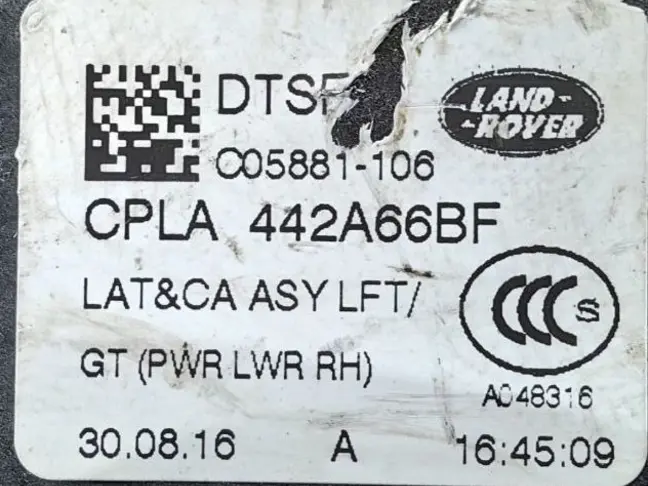 DTSF
LAND-
-ROVER
C05881-106
CPLA 442A66BF
LAT&CA ASY LFT/
GT (PWR LWR RH)
CCC S
A048316
30.08.16 A 16:45:09